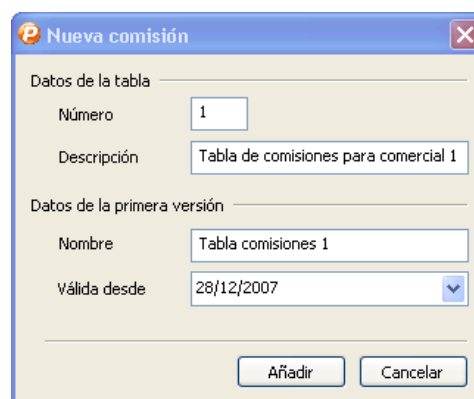 Nueva comisión
Datos de la tabla
Número 1
Descripción Tabla de comisiones para comercial 1
Datos de la primera versión
Nombre Tabla comisiones 1
Válida desde 28/12/2007
Añadir Cancelar